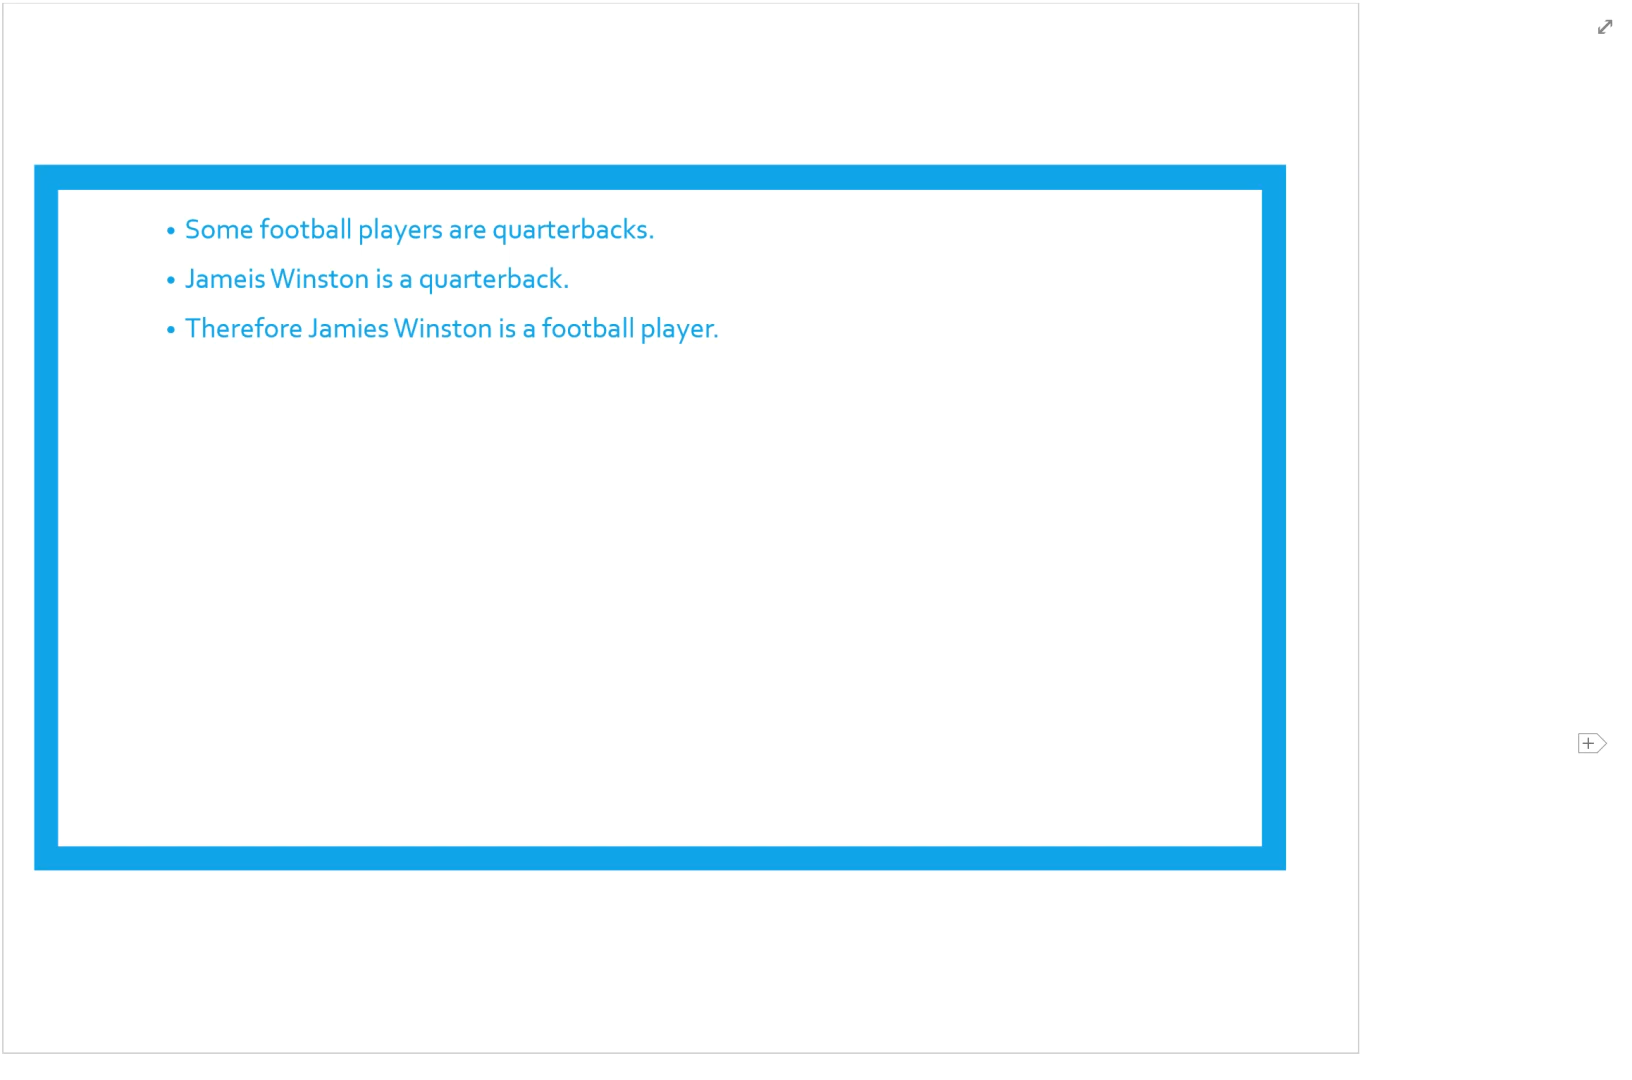 • Some football players are quarterbacks.
• Jameis Winston is a quarterback.
• Therefore Jamies Winston is a football player.